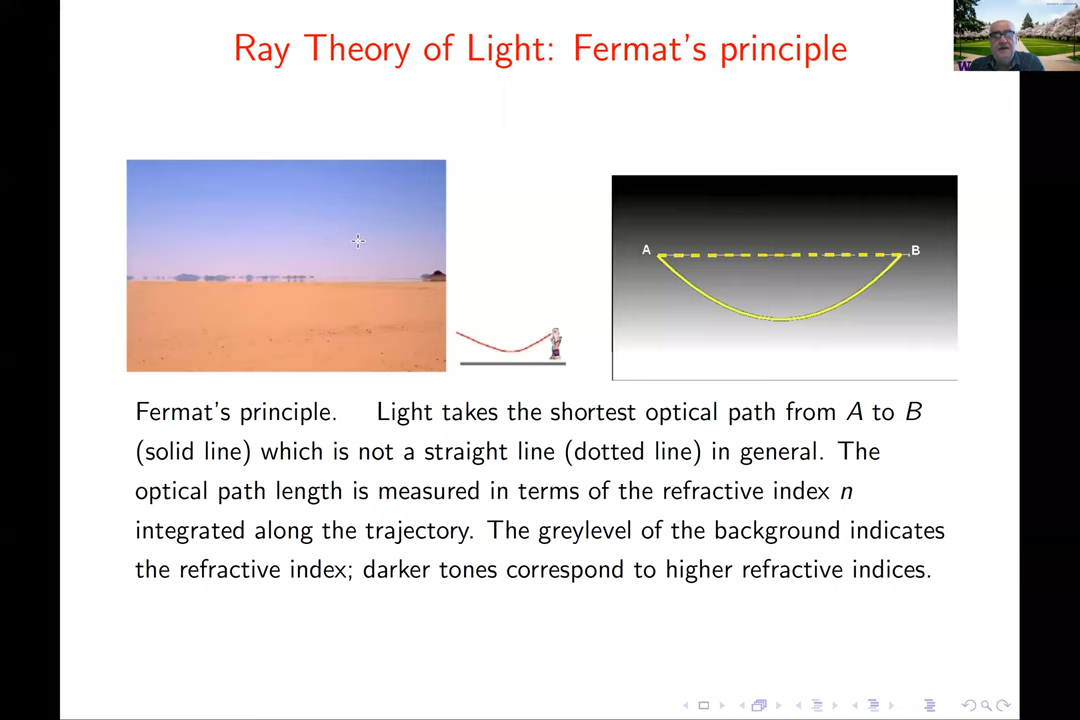 Ray Theory of Light: Fermat's principle
A
B
Fermat's principle. Light takes the shortest optical path from A to B
(solid line) which is not a straight line (dotted line) in general. The
optical path length is measured in terms of the refractive index n
integrated along the trajectory. The greylevel of the background indicates
the refractive index; darker tones correspond to higher refractive indices.